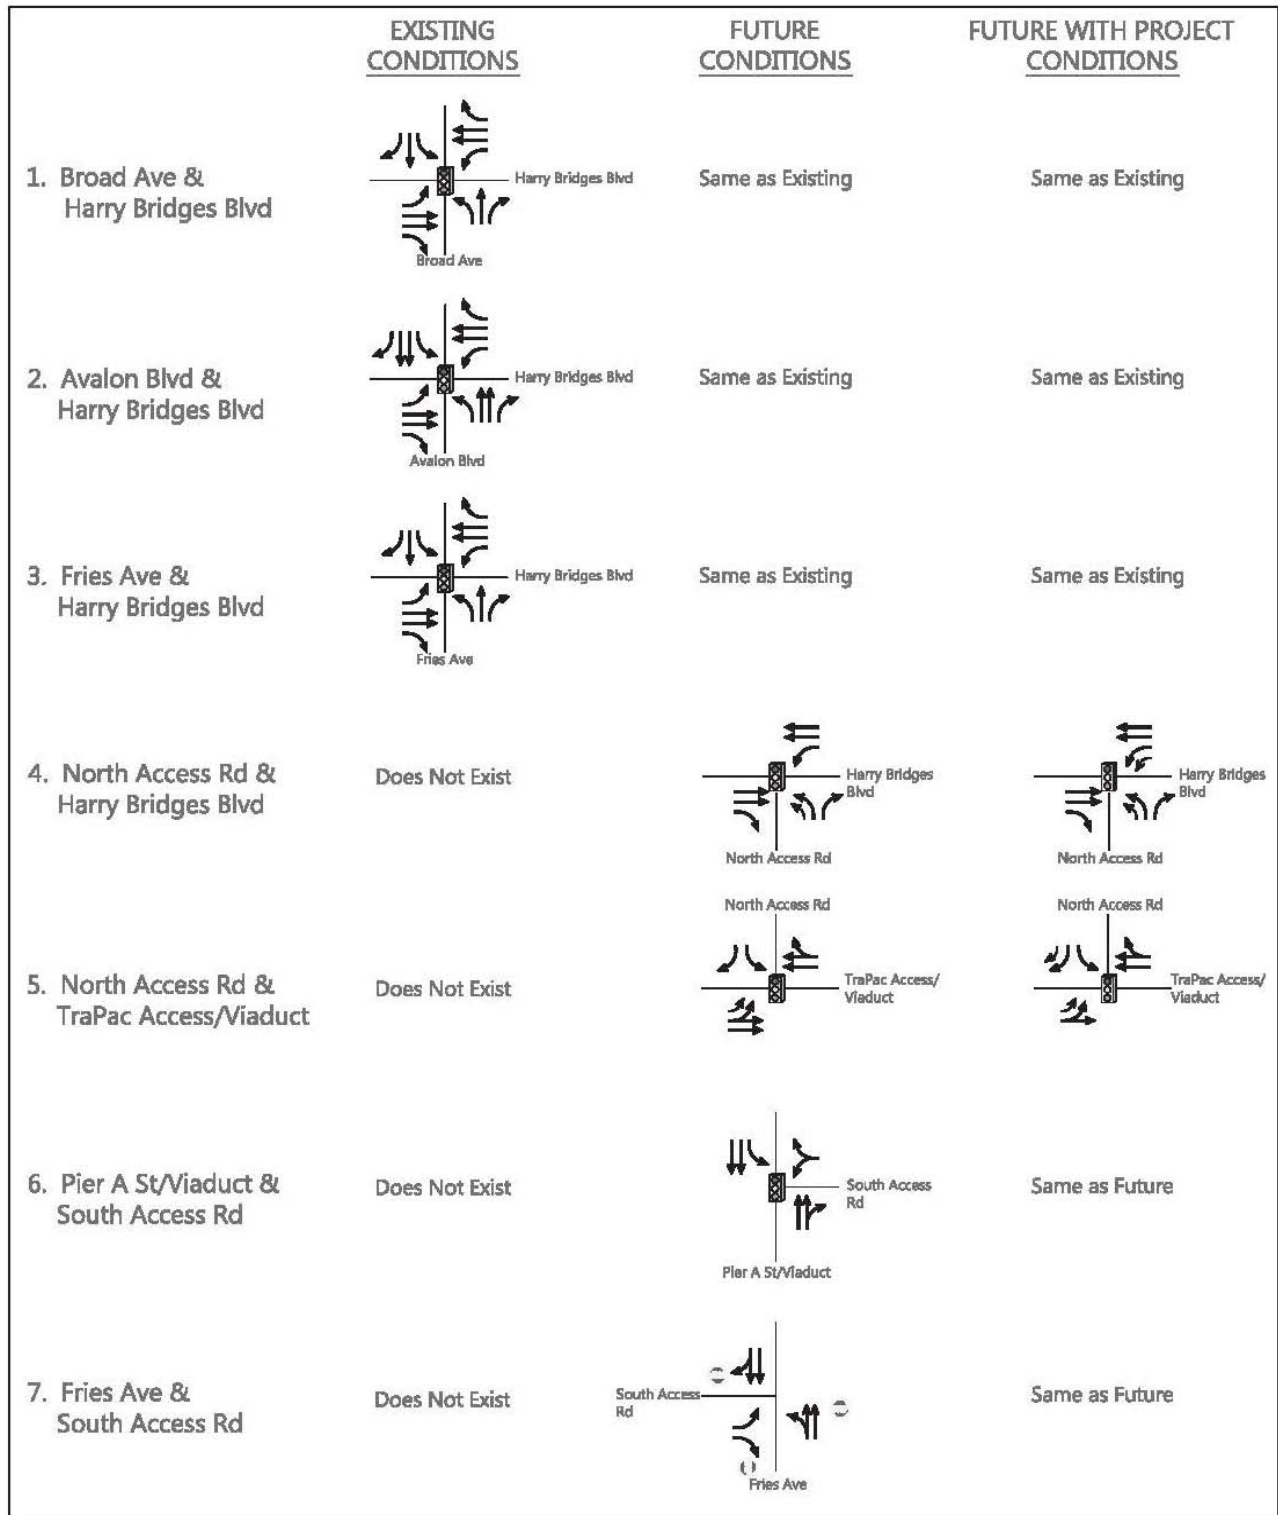 EXISTING
CONDITIONS
FUTURE
CONDITIONS
FUTURE WITH PROJECT
CONDITIONS
1. Broad Ave &
Harry Bridges Blvd
Harry Bridges Blvd
Broad Ave
Same as Existing
Same as Existing
2. Avalon Blvd &
Harry Bridges Blvd
Harry Bridges Blvd
Avalon Blvd
Same as Existing
Same as Existing
3. Fries Ave &
Harry Bridges Blvd
Harry Bridges Blvd
Fries Ave
Same as Existing
Same as Existing
4. North Access Rd &
Harry Bridges Blvd
Does Not Exist
Harry Bridges
Blvd
North Access Rd
Harry Bridges
Blvd
North Access Rd
5. North Access Rd &
TraPac Access/Viaduct
Does Not Exist
North Access Rd
TraPac Access/
Viaduct
North Access Rd
TraPac Access/
Viaduct
6. Pier A St/Viaduct &
South Access Rd
Does Not Exist
South Access
Rd
Pier A St/Viaduct
Same as Future
7. Fries Ave &
South Access Rd
Does Not Exist
South Access
Rd
Fries Ave
Same as Future